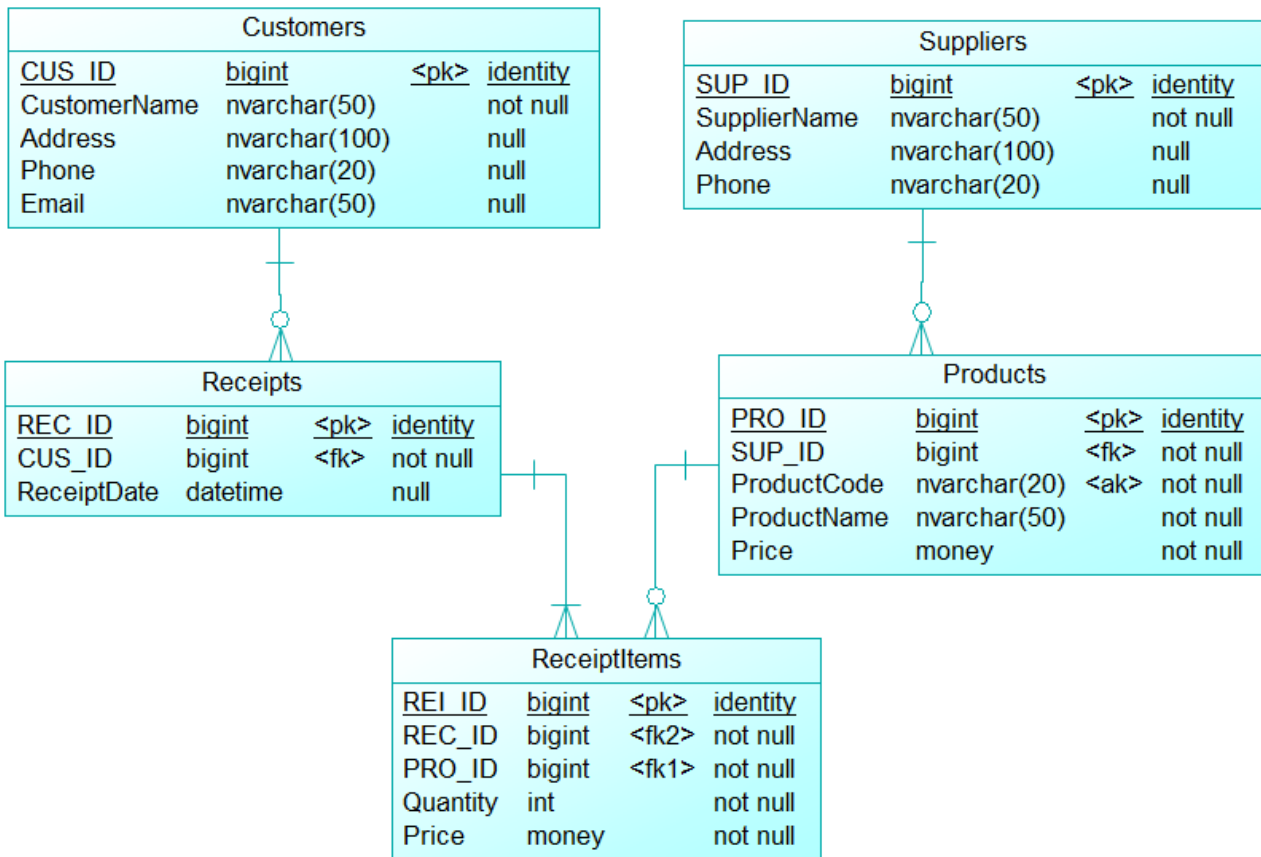 Customers
CUS_ID bigint <pk> identity
CustomerName nvarchar(50) not null
Address nvarchar(100) null
Phone nvarchar(20) null
Email nvarchar(50) null
Suppliers
SUP_ID bigint <pk> identity
SupplierName nvarchar(50) not null
Address nvarchar(100) null
Phone nvarchar(20) null
Receipts
REC_ID bigint <pk> identity
CUS_ID bigint <fk> not null
ReceiptDate datetime null
Products
PRO_ID bigint <pk> identity
SUP_ID bigint <fk> not null
ProductCode nvarchar(20) <ak> not null
ProductName nvarchar(50) not null
Price money not null
ReceiptItems
REI_ID bigint <pk> identity
REC_ID bigint <fk2> not null
PRO_ID bigint <fk1> not null
Quantity int not null
Price money not null